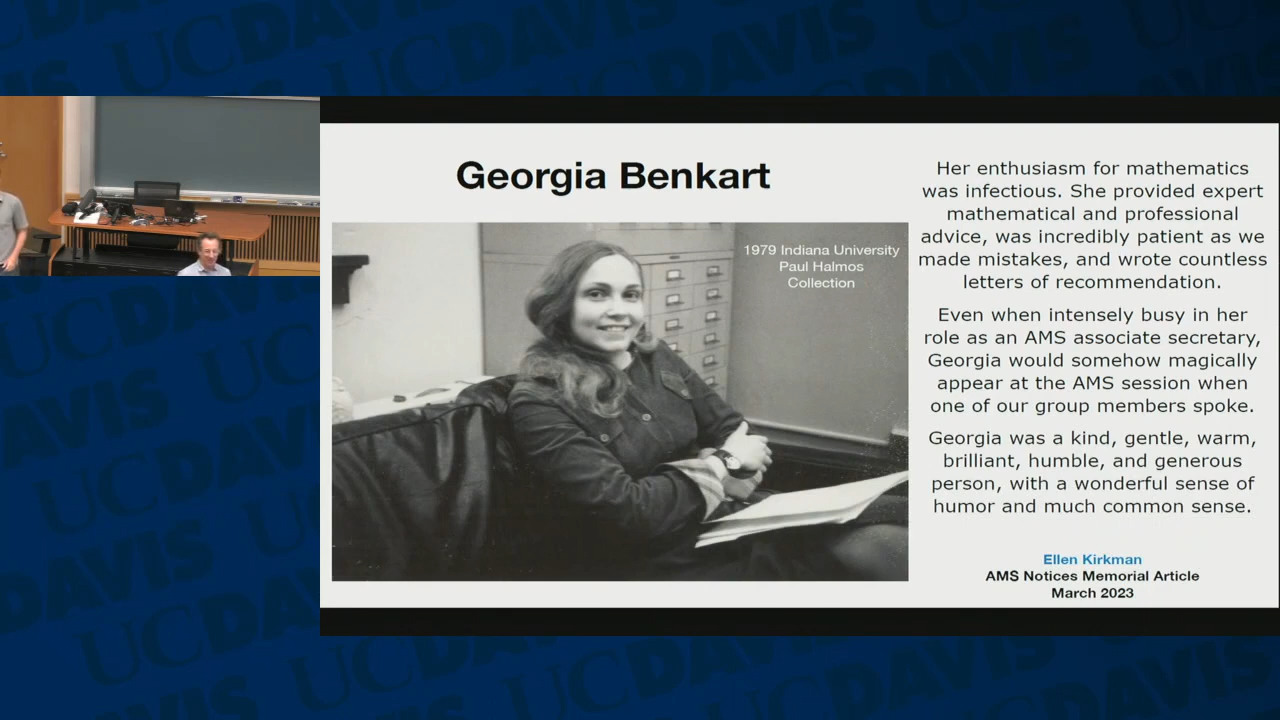 Georgia Benkart
1979 Indiana University
Paul Halmos
Collection
Her enthusiasm for mathematics
was infectious. She provided expert
mathematical and professional
advice, was incredibly patient as we
made mistakes, and wrote countless
letters of recommendation.
Even when intensely busy in her
role as an AMS associate secretary,
Georgia would somehow magically
appear at the AMS session when
one of our group members spoke.
Georgia was a kind, gentle, warm,
brilliant, humble, and generous
person, with a wonderful sense of
humor and much common sense.
Ellen Kirkman
AMS Notices Memorial Article
March 2023
UCDAVIS
UCDAVIS
UCDAVIS
UCDAVIS